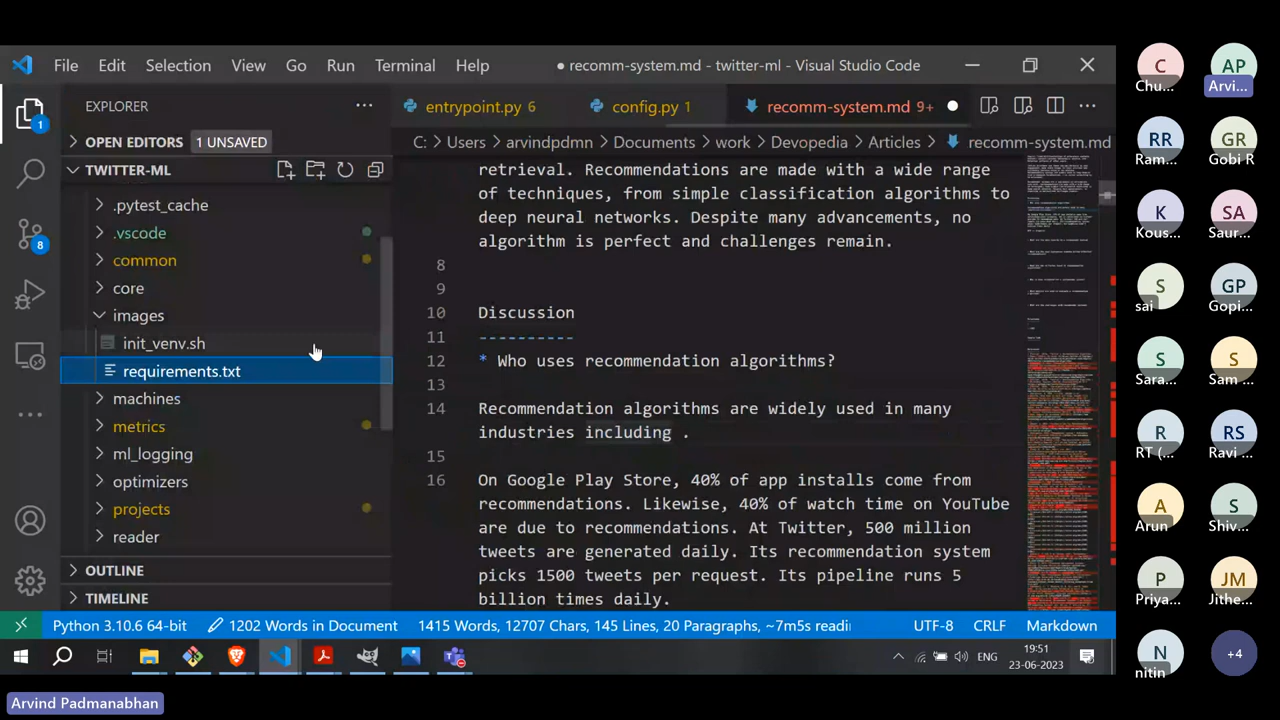 File Edit Selection View Go Run Terminal Help
● recomm-system.md - twitter-ml - Visual Studio Code
EXPLORER
entrypoint.py 6
config.py 1
recomm-system.md 9+
1
OPEN EDITORS 1 UNSAVED
TWITTER-ML
.pytest_cache
.vscode
common
core
images
init_venv.sh
requirements.txt
machines
metrics
ml_logging
optimizers
projects
reader
OUTLINE
TIMELINE
8
C: > Users > arvindpdmn > Documents > work > Devopedia > Articles > recomm-system.md
retrieval. Recommendations are made with a wide range
of techniques, from simple classification algorithms to
deep neural networks. Despite many advancements, no
algorithm is perfect and challenges remain.
8
9
10 Discussion
11 ----------
12 * Who uses recommendation algorithms?
13
14 Recommendation algorithms are widely used in many
industries including .
15
16 On Google Play Store, 40% of app installs come from
recommendations. Likewise, 40% of watch time on YouTube
are due to recommendations. At Twitter, 500 million
tweets are generated daily. Its recommendation system
picks 1500 tweets per request. It pipeline runs 5
billion times daily.
Python 3.10.6 64-bit
1202 Words in Document
1415 Words, 12707 Chars, 145 Lines, 20 Paragraphs, ~7m5s readi
UTF-8
CRLF
Markdown
ENG
19:51
23-06-2023
Arvind Padmanabhan
C
Chu...
AP
Arvi...
RR
Ram...
GR
Gobi R
K
Kous...
SA
Saur...
S
sai
GP
Gopi...
S
Sara...
S
Sam...
R
RT (...
RS
Ravi ...
A
Arun
S
Shiv...
P
Priya...
JM
Jithe...
N
nitin
+4